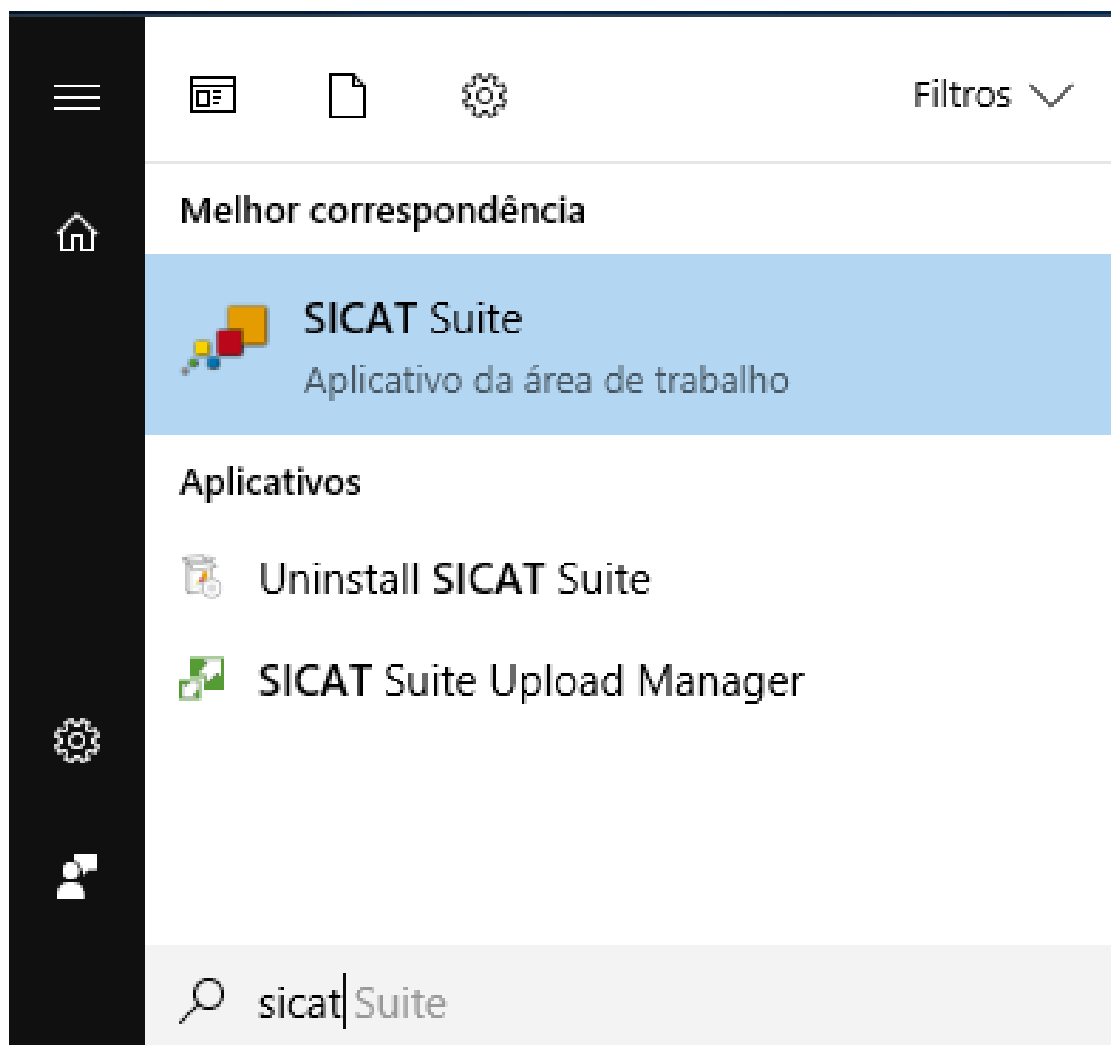 Filtros
Melhor correspondência
SICAT Suite
Aplicativo da área de trabalho
Aplicativos
Uninstall SICAT Suite
SICAT Suite Upload Manager
sicat Suite